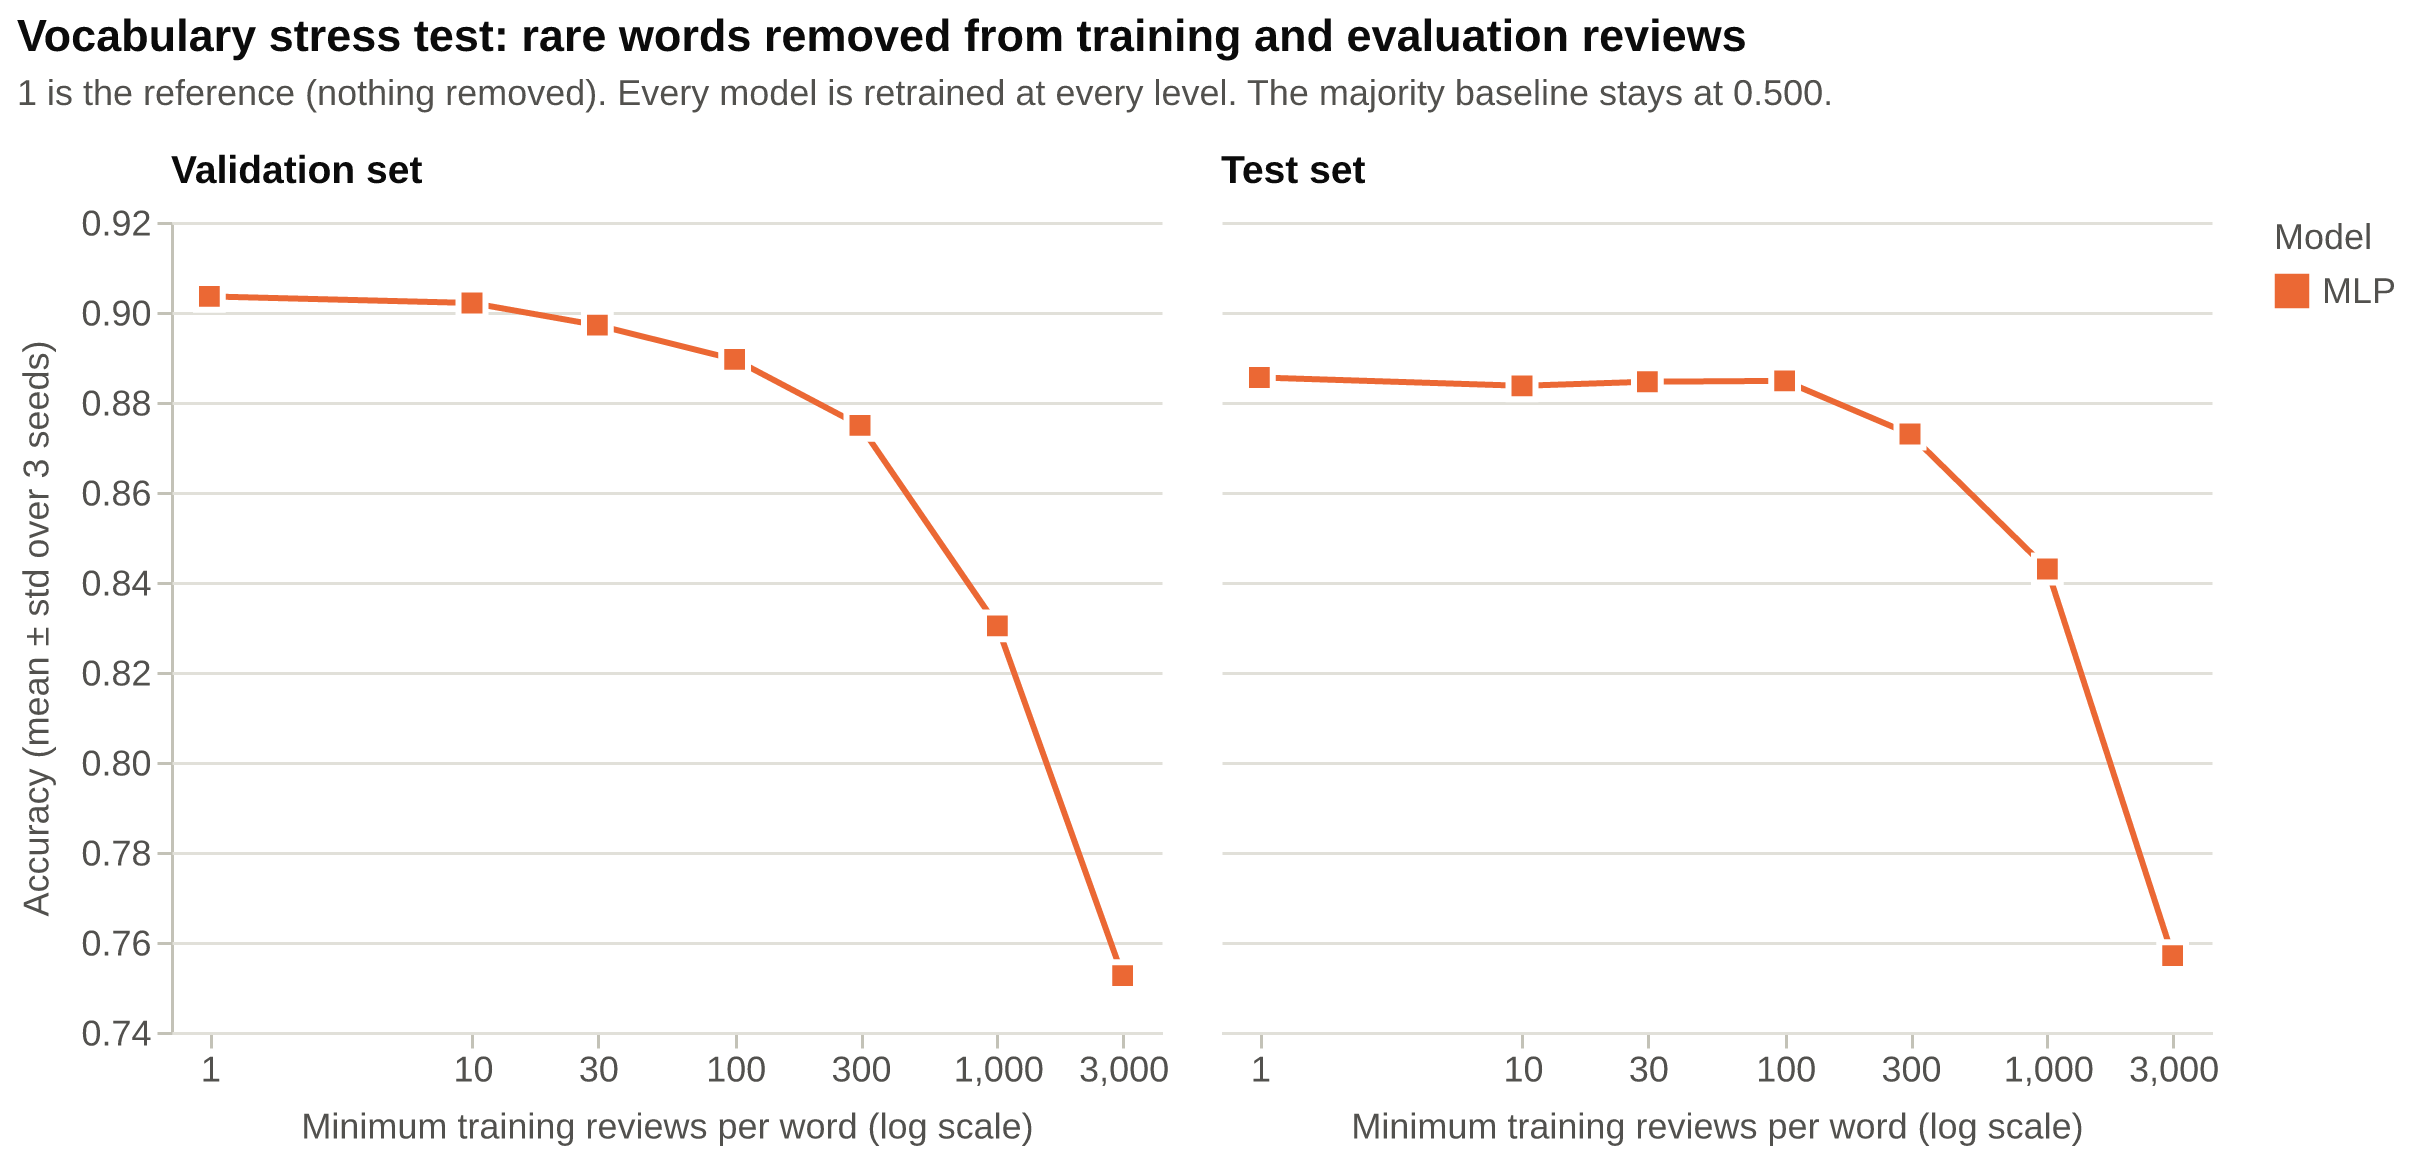 Vocabulary stress test: rare words removed from training and evaluation reviews
1 is the reference (nothing removed). Every model is retrained at every level. The majority baseline stays at 0.500.
Validation set
Test set
Accuracy (mean ± std over 3 seeds)
0.92
0.90
0.88
0.86
0.84
0.82
0.80
0.78
0.76
0.74
1 10 30 100 300 1,000 3,000
Minimum training reviews per word (log scale)
1 10 30 100 300 1,000 3,000
Minimum training reviews per word (log scale)
Model
MLP